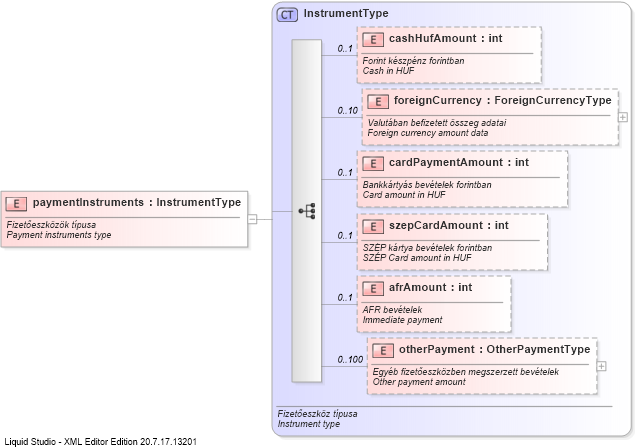 CT InstrumentType
0..1
E cashHufAmount : int
Forint készpénz forintban
Cash in HUF
0..10
E foreignCurrency : ForeignCurrencyType
Valutában befizetett összeg adatai
Foreign currency amount data
0..1
E cardPaymentAmount : int
Bankkártyás bevételek forintban
Card amount in HUF
E paymentInstruments : InstrumentType
Fizetőeszközök típusa
Payment instruments type
0..1
E szepCardAmount : int
SZÉP kártya bevételek forintban
SZÉP Card amount in HUF
0..1
E afrAmount : int
AFR bevételek
Immediate payment
0..100
E otherPayment : OtherPaymentType
Egyéb fizetőeszközben megszerzett bevételek
Other payment amount
Fizetőeszköz típusa
Instrument type
Liquid Studio - XML Editor Edition 20.7.17.13201